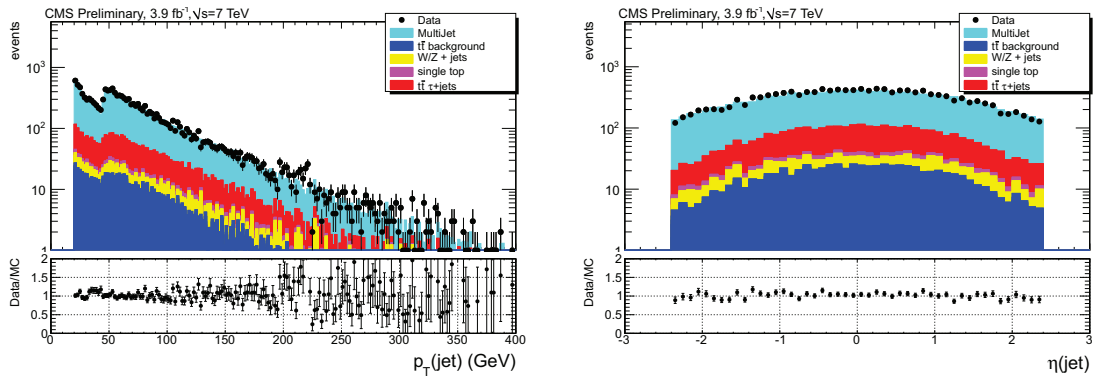 CMS Preliminary, 3.9 fb⁻¹, √s=7 TeV
events
Data
MultiJet
tt̄ background
W/Z + jets
single top
tt̄ τ+jets
10³
10²
10
1
Data/MC
2
1.5
1
0.5
0
0 50 100 150 200 250 300 350 400
p_T(jet) (GeV)
CMS Preliminary, 3.9 fb⁻¹, √s=7 TeV
events
Data
MultiJet
tt̄ background
W/Z + jets
single top
tt̄ τ+jets
10³
10²
10
1
Data/MC
2
1.5
1
0.5
0
-3 -2 -1 0 1 2 3
η(jet)